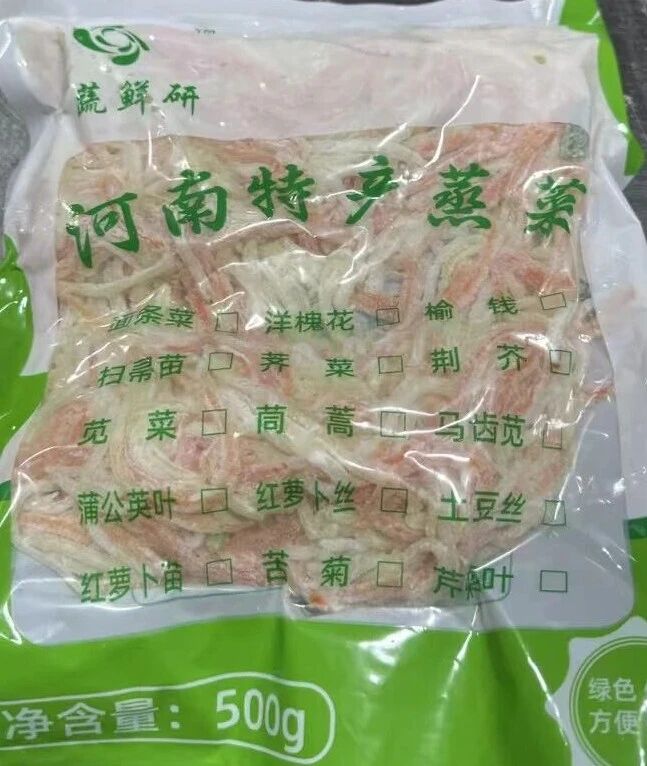 TM
蔬鲜研
河南特产蒸菜
面条菜 □ 洋槐花 □ 榆钱 □
扫帚苗 □ 荠菜 □ 荆芥 □
苋菜 □ 茼蒿 □ 马齿苋 □
蒲公英叶 □ 红萝卜丝 □ 土豆丝 □
红萝卜苗 □ 苦菊 □ 芹菜叶 □
净含量：500g
绿色
方便